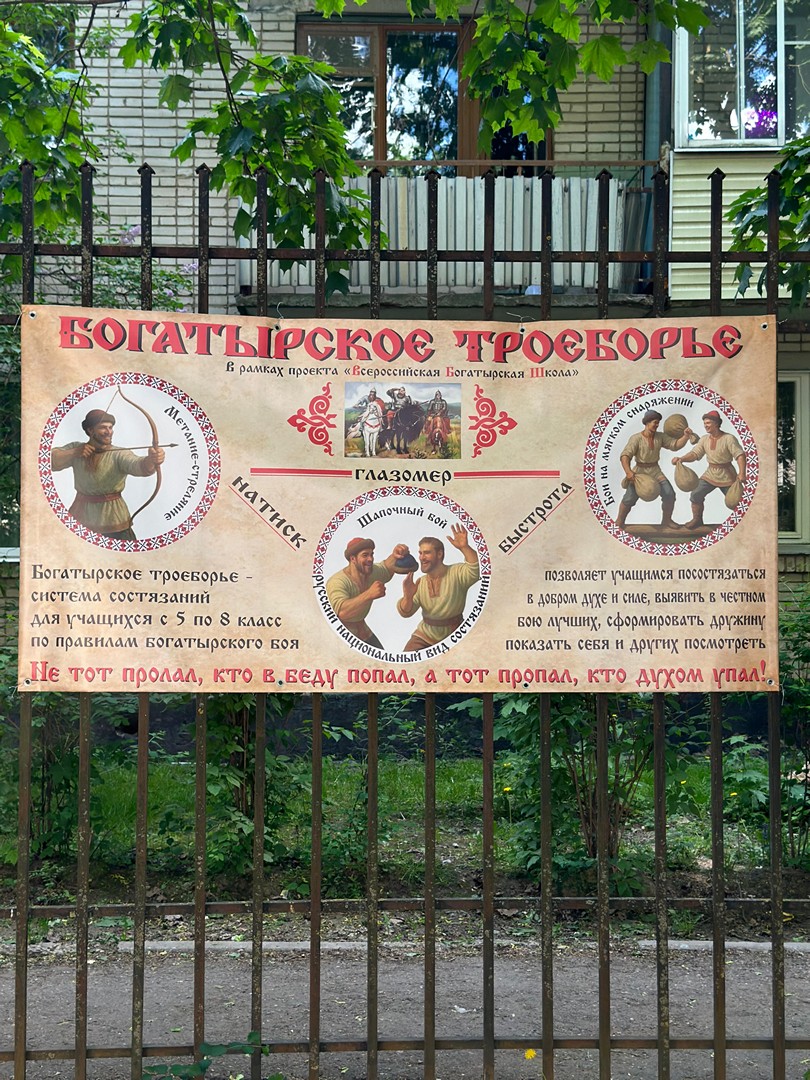 БОГАТЫРСКОЕ ТРОЕБОРЬЕ
В рамках проекта «Всероссийская Богатырская Школа»
Метание-стреляние
Бои на мягком снаряжении
ГЛАЗОМЕР
НАТИСК
БЫСТРОТА
Шапочный бой
русский национальный вид состязаний
Богатырское троеборье -
система состязаний
для учащихся с 5 по 8 класс
по правилам богатырского боя
позволяет учащимся посостязаться
в добром духе и силе, выявить в честном
бою лучших, сформировать дружину
показать себя и других посмотреть
Не тот пролал, кто в беду попал, а тот пропал, кто духом упал!